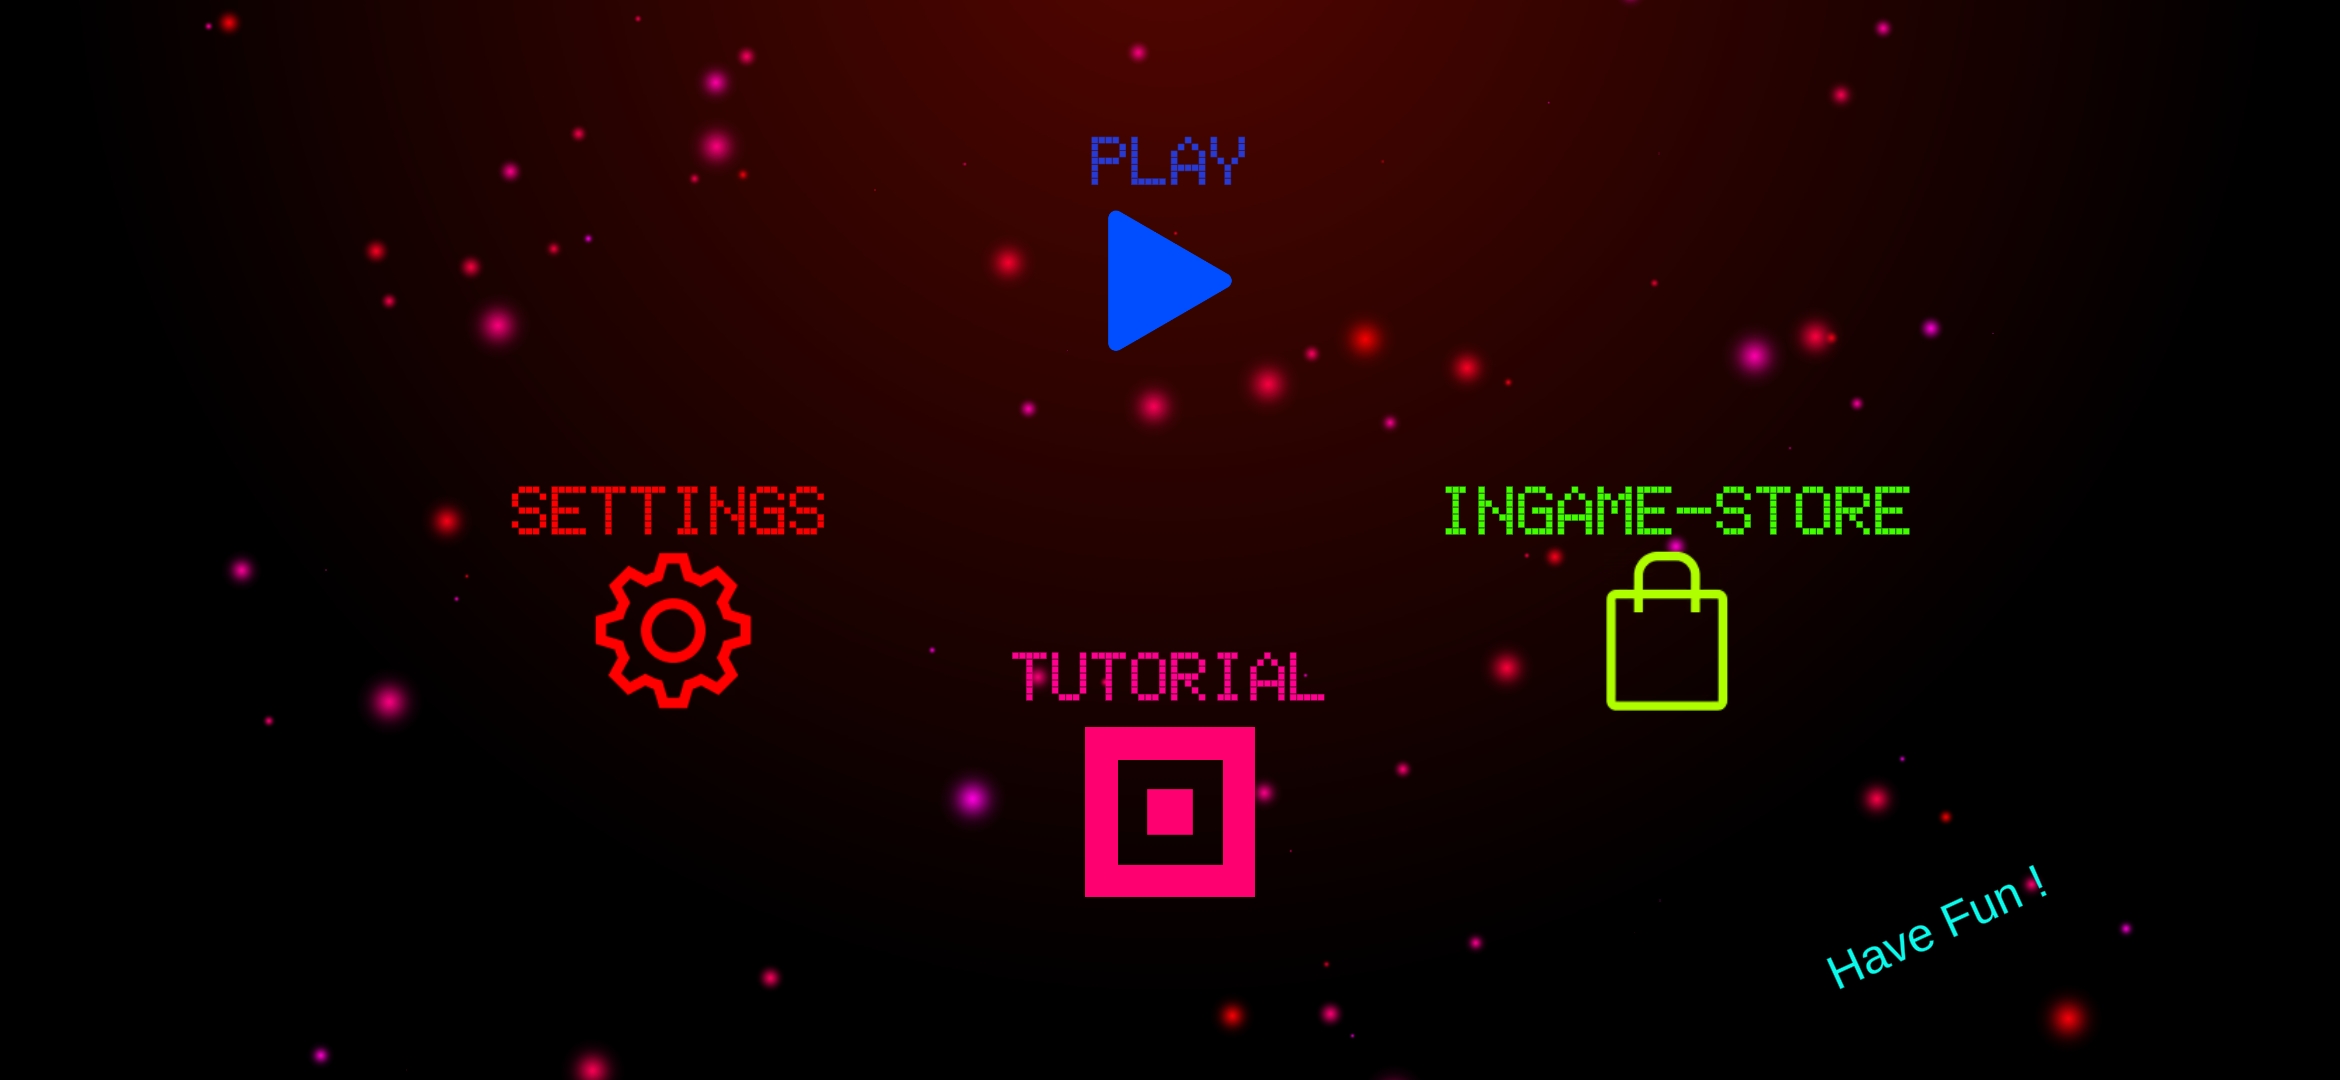 PLAY
SETTINGS
INGAME-STORE
TUTORIAL
Have Fun !